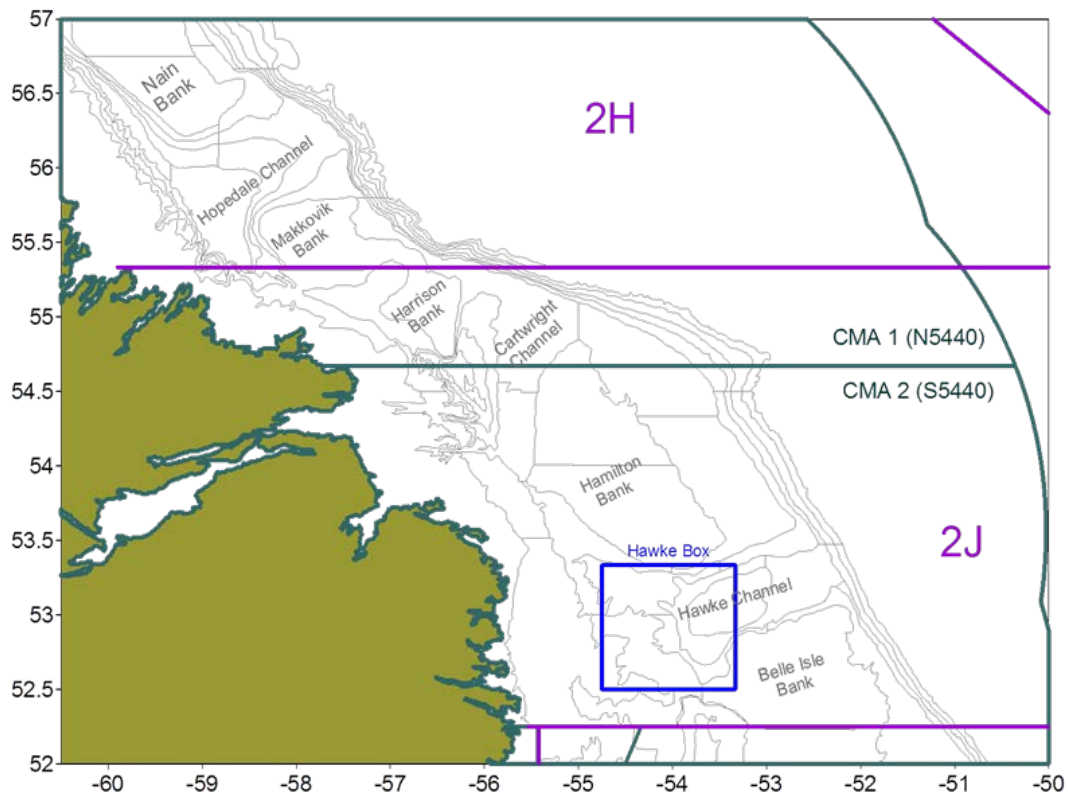 57
56.5
56
55.5
55
54.5
54
53.5
53
52.5
52
2H
Nain
Bank
Hopedale Channel
Makkovik
Bank
Harrison
Bank
Cartwright
Channel
CMA 1 (N5440)
CMA 2 (S5440)
Hamilton
Bank
2J
Hawke Box
Hawke Channel
Belle Isle
Bank
-60
-59
-58
-57
-56
-55
-54
-53
-52
-51
-50